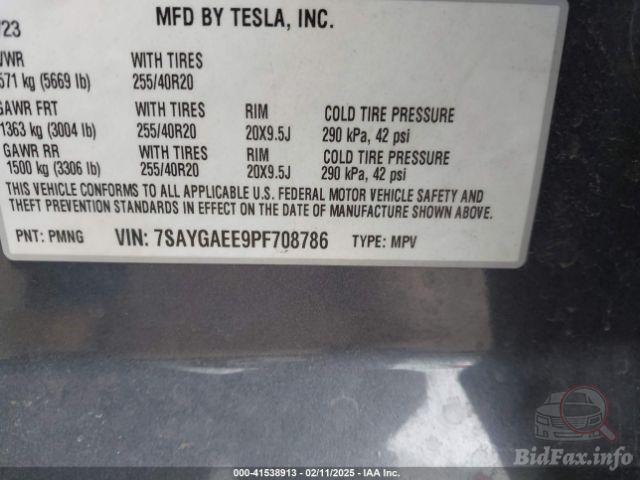 /23 MFD BY TESLA, INC.
VWR WITH TIRES
571 kg (5669 lb) 255/40R20
GAWR FRT WITH TIRES RIM COLD TIRE PRESSURE
1363 kg (3004 lb) 255/40R20 20X9.5J 290 kPa, 42 psi
GAWR RR WITH TIRES RIM COLD TIRE PRESSURE
1500 kg (3306 lb) 255/40R20 20X9.5J 290 kPa, 42 psi
THIS VEHICLE CONFORMS TO ALL APPLICABLE U.S. FEDERAL MOTOR VEHICLE SAFETY AND
THEFT PREVENTION STANDARDS IN EFFECT ON THE DATE OF MANUFACTURE SHOWN ABOVE.
PNT: PMNG VIN: 7SAYGAEE9PF708786 TYPE: MPV
BidFax.info
000-41538913 - 02/11/2025 - IAA Inc.